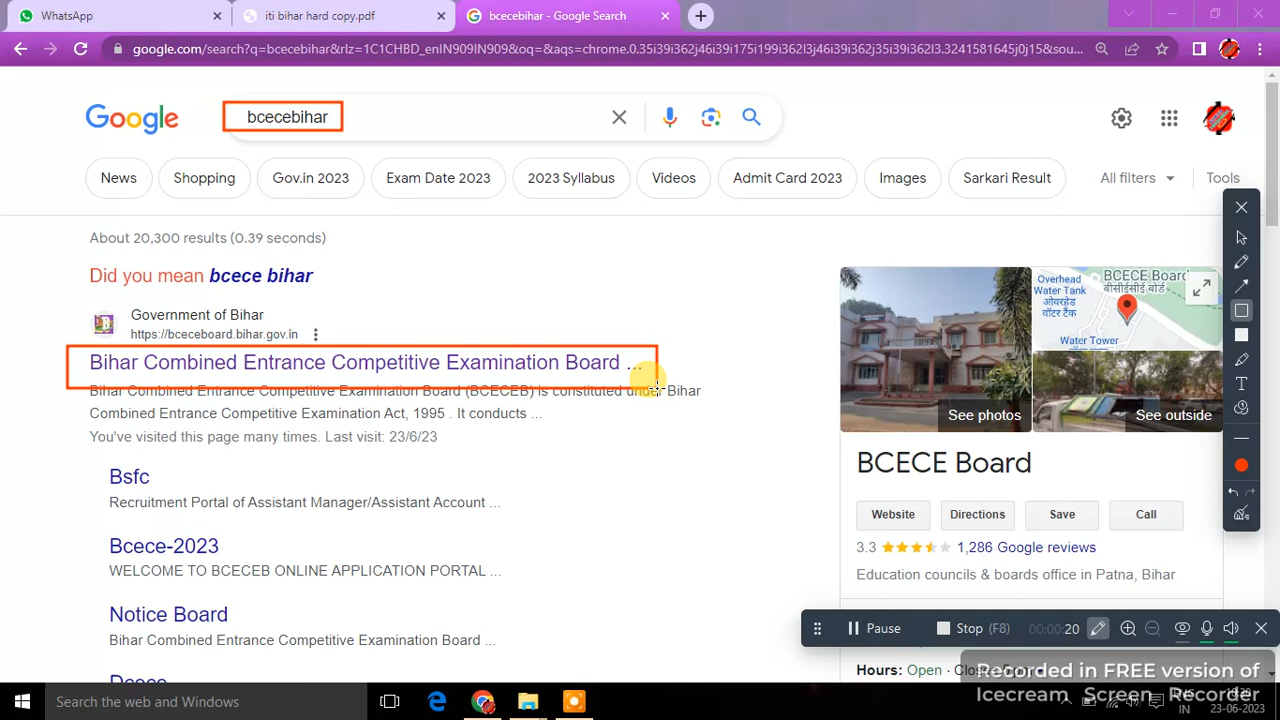 WhatsApp
iti bihar hard copy.pdf
bcecebihar - Google Search
google.com/search?q=bcecebihar&rlz=1C1CHBD_enIN909IN909&oq=&aqs=chrome.0.35i39i362j46i39i175i199i362l3j46i39i362j35i39i362l3.3241581645j0j15&sou...
Google
bcecebihar
News
Shopping
Gov.in 2023
Exam Date 2023
2023 Syllabus
Videos
Admit Card 2023
Images
Sarkari Result
All filters
Tools
About 20,300 results (0.39 seconds)
Did you mean bcece bihar
Government of Bihar
https://bceceboard.bihar.gov.in
Bihar Combined Entrance Competitive Examination Board ...
Bihar Combined Entrance Competitive Examination Board (BCECEB) is constituted under Bihar
Combined Entrance Competitive Examination Act, 1995 . It conducts ...
You've visited this page many times. Last visit: 23/6/23
Bsfc
Recruitment Portal of Assistant Manager/Assistant Account ...
Bcece-2023
WELCOME TO BCECEB ONLINE APPLICATION PORTAL ...
Notice Board
Bihar Combined Entrance Competitive Examination Board ...
Overhead
Water Tank
ओवरहेड
वॉटर टैंक
BCECE Board
बीसीईसीई बोर्ड
Water Tower
See photos
See outside
BCECE Board
Website
Directions
Save
Call
3.3
1,286 Google reviews
Education councils & boards office in Patna, Bihar
Pause
Stop (F8)
00:00:20
Hours: Open
Recorded in FREE version of
Icecream Screen Recorder
Search the web and Windows
IN
23-06-2023